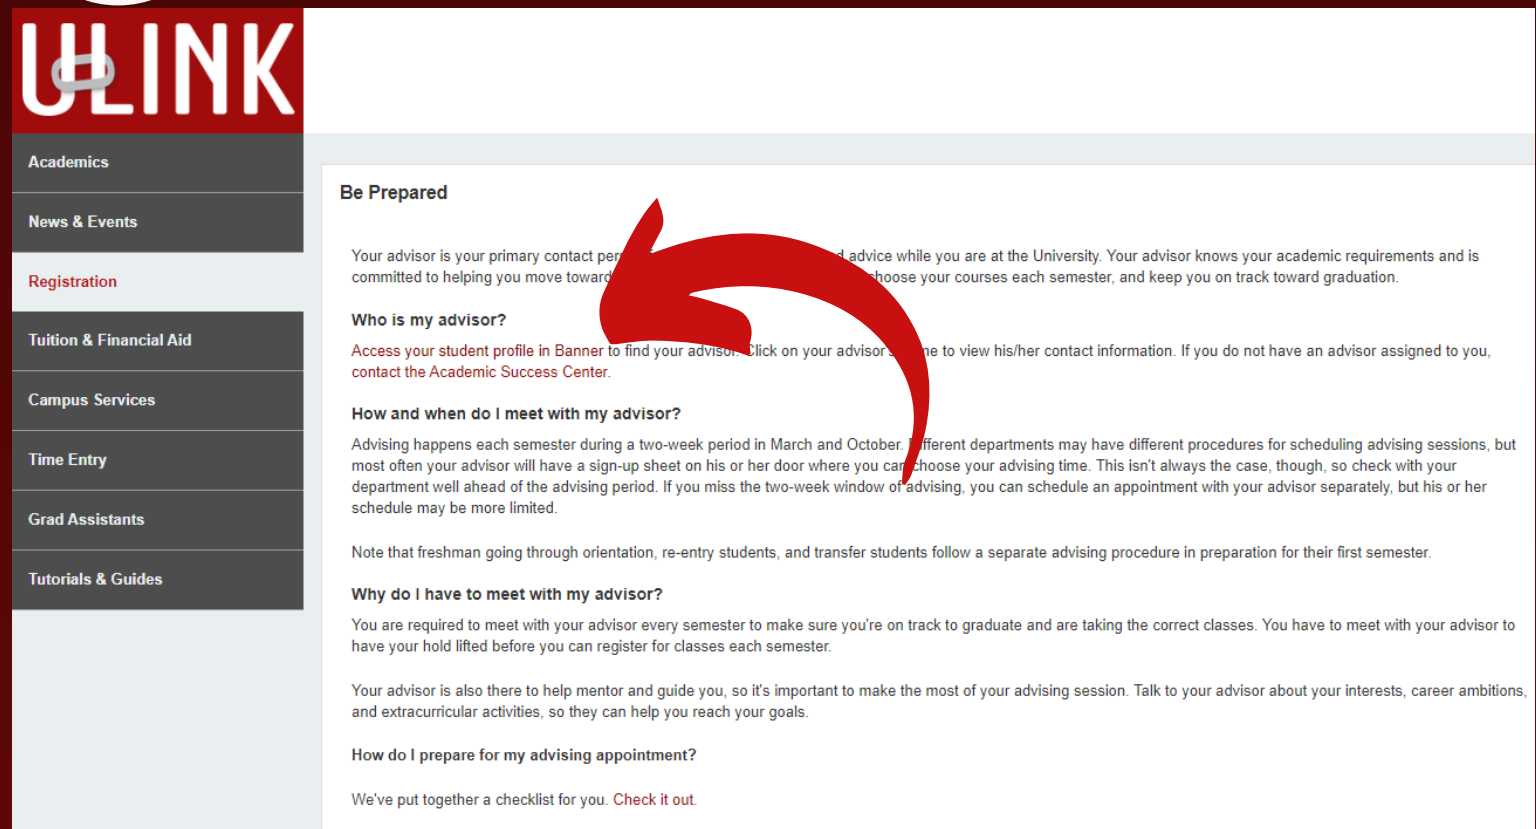 ULINK
Academics
News & Events
Registration
Tuition & Financial Aid
Campus Services
Time Entry
Grad Assistants
Tutorials & Guides
Be Prepared
Your advisor is your primary contact advice while you are at the University. Your advisor knows your academic requirements and is
committed to helping you move toward choose your courses each semester, and keep you on track toward graduation.
Who is my advisor?
Access your student profile in Banner to find your advisor. Click on your advisor's name to view his/her contact information. If you do not have an advisor assigned to you,
contact the Academic Success Center.
How and when do I meet with my advisor?
Advising happens each semester during a two-week period in March and October. Different departments may have different procedures for scheduling advising sessions, but
most often your advisor will have a sign-up sheet on his or her door where you can choose your advising time. This isn't always the case, though, so check with your
department well ahead of the advising period. If you miss the two-week window of advising, you can schedule an appointment with your advisor separately, but his or her
schedule may be more limited.
Note that freshman going through orientation, re-entry students, and transfer students follow a separate advising procedure in preparation for their first semester.
Why do I have to meet with my advisor?
You are required to meet with your advisor every semester to make sure you're on track to graduate and are taking the correct classes. You have to meet with your advisor to
have your hold lifted before you can register for classes each semester.
Your advisor is also there to help mentor and guide you, so it's important to make the most of your advising session. Talk to your advisor about your interests, career ambitions,
and extracurricular activities, so they can help you reach your goals.
How do I prepare for my advising appointment?
We've put together a checklist for you. Check it out.